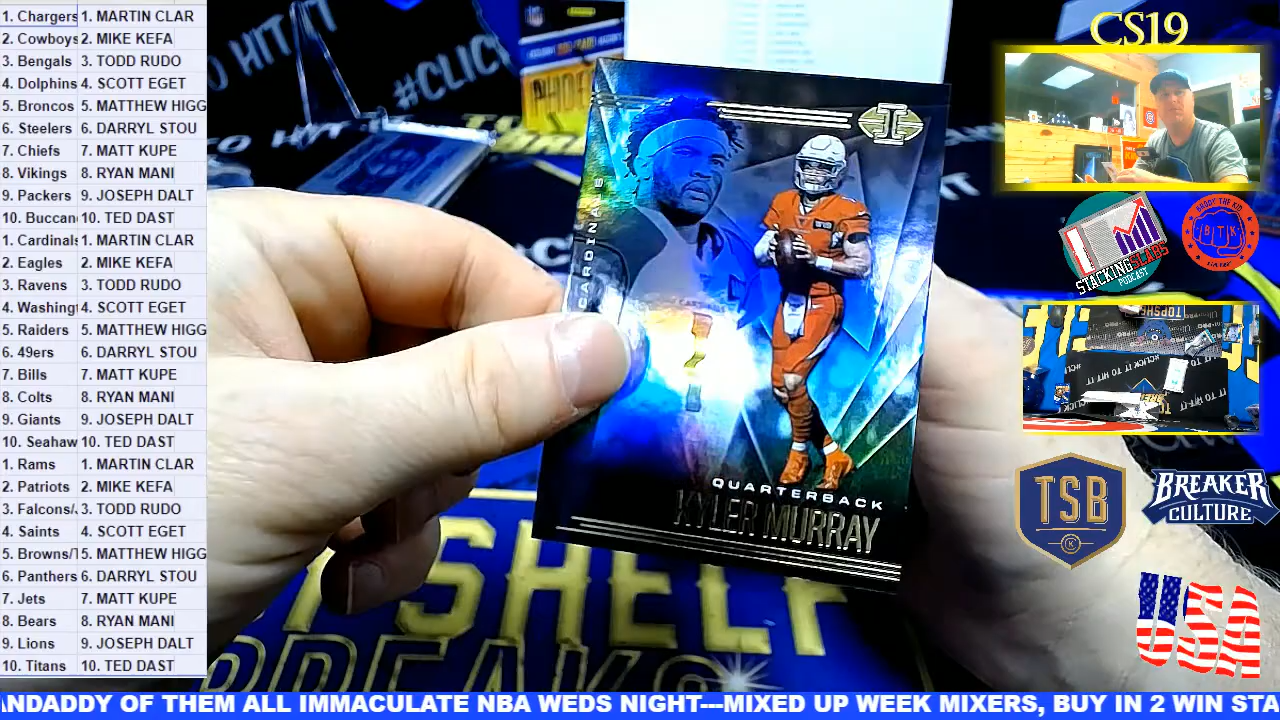 1. Chargers 1. MARTIN CLAR
2. Cowboys 2. MIKE KEFA
3. TODD RUDO
4. Dolphins 4. SCOTT EGET
5. Broncos 5. MATTHEW HIGG
6. Steelers 6. DARRYL STOU
7. Chiefs 7. MATT KUPE
8. Vikings 8. RYAN MANI
9. Packers 9. JOSEPH DALT
10. Buccan 10. TED DAST
1. Cardinals 1. MARTIN CLAR
2. Eagles 2. MIKE KEFA
3. Ravens 3. TODD RUDO
4. Washing 4. SCOTT EGET
5. Raiders 5. MATTHEW HIGG
6. 49ers 6. DARRYL STOU
7. Bills 7. MATT KUPE
8. Colts 8. RYAN MANI
9. Giants 9. JOSEPH DALT
10. Seahaw 10. TED DAST
1. Rams 1. MARTIN CLAR
2. Patriots 2. MIKE KEFA
3. Falcons/J 3. TODD RUDO
4. Saints 4. SCOTT EGET
5. Browns/T 5. MATTHEW HIGG
6. Panthers 6. DARRYL STOU
7. Jets 7. MATT KUPE
8. Bears 8. RYAN MANI
9. Lions 9. JOSEPH DALT
10. Titans 10. TED DAST
#CLICK
CARDINALS
7
QUARTERBACK
KYLER MURRAY
SHELF
BREAKS
CS19
STACKING SLABS
PODCAST
BRODY THE KID
BTK
TSB
K
BREAKER
CULTURE
USA
ANDADDY OF THEM ALL IMMACULATE NBA WEDS NIGHT---MIXED UP WEEK MIXERS, BUY IN 2 WIN STA